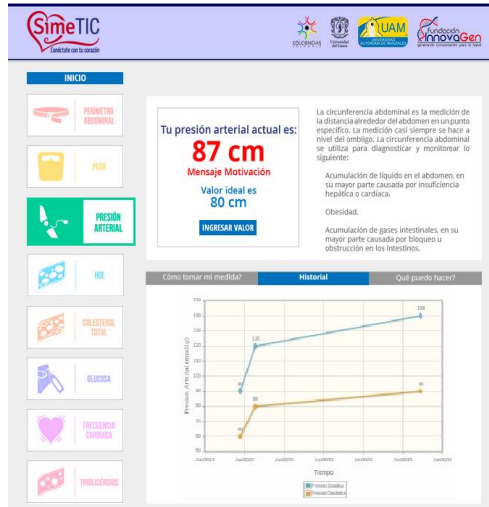 SimeTIC
Conéctate con tu corazón
COLCIENCIAS
Universidad
del Cauca
UAM
UNIVERSIDAD
AUTÓNOMA DE MANIZALES
Fundación
InnovaGen
INICIO
PERÍMETRO
ABDOMINAL
PESO
PRESIÓN
ARTERIAL
HDL
COLESTEROL
TOTAL
GLUCOSA
FRECUENCIA
CARDÍACA
TRIGLICÉRIDOS
Tu presión arterial actual es:
87 cm
Mensaje Motivación
Valor ideal es
80 cm
INGRESAR VALOR
La circunferencia abdominal es la medición de
la distancia alrededor del abdomen en un punto
específico. La medición casi siempre se hace a
nivel del ombligo. La circunferencia abdominal
se utiliza para diagnosticar y monitorear lo
siguiente:
Acumulación de líquido en el abdomen, en
su mayor parte causada por insuficiencia
hepática o cardíaca.
Obesidad.
Acumulación de gases intestinales, en su
mayor parte causada por bloqueo u
obstrucción en los intestinos.
Cómo tomar mi medida?
Historial
Qué puedo hacer?
120
80
Tiempo
Presión Sistólica
Presión Diastólica